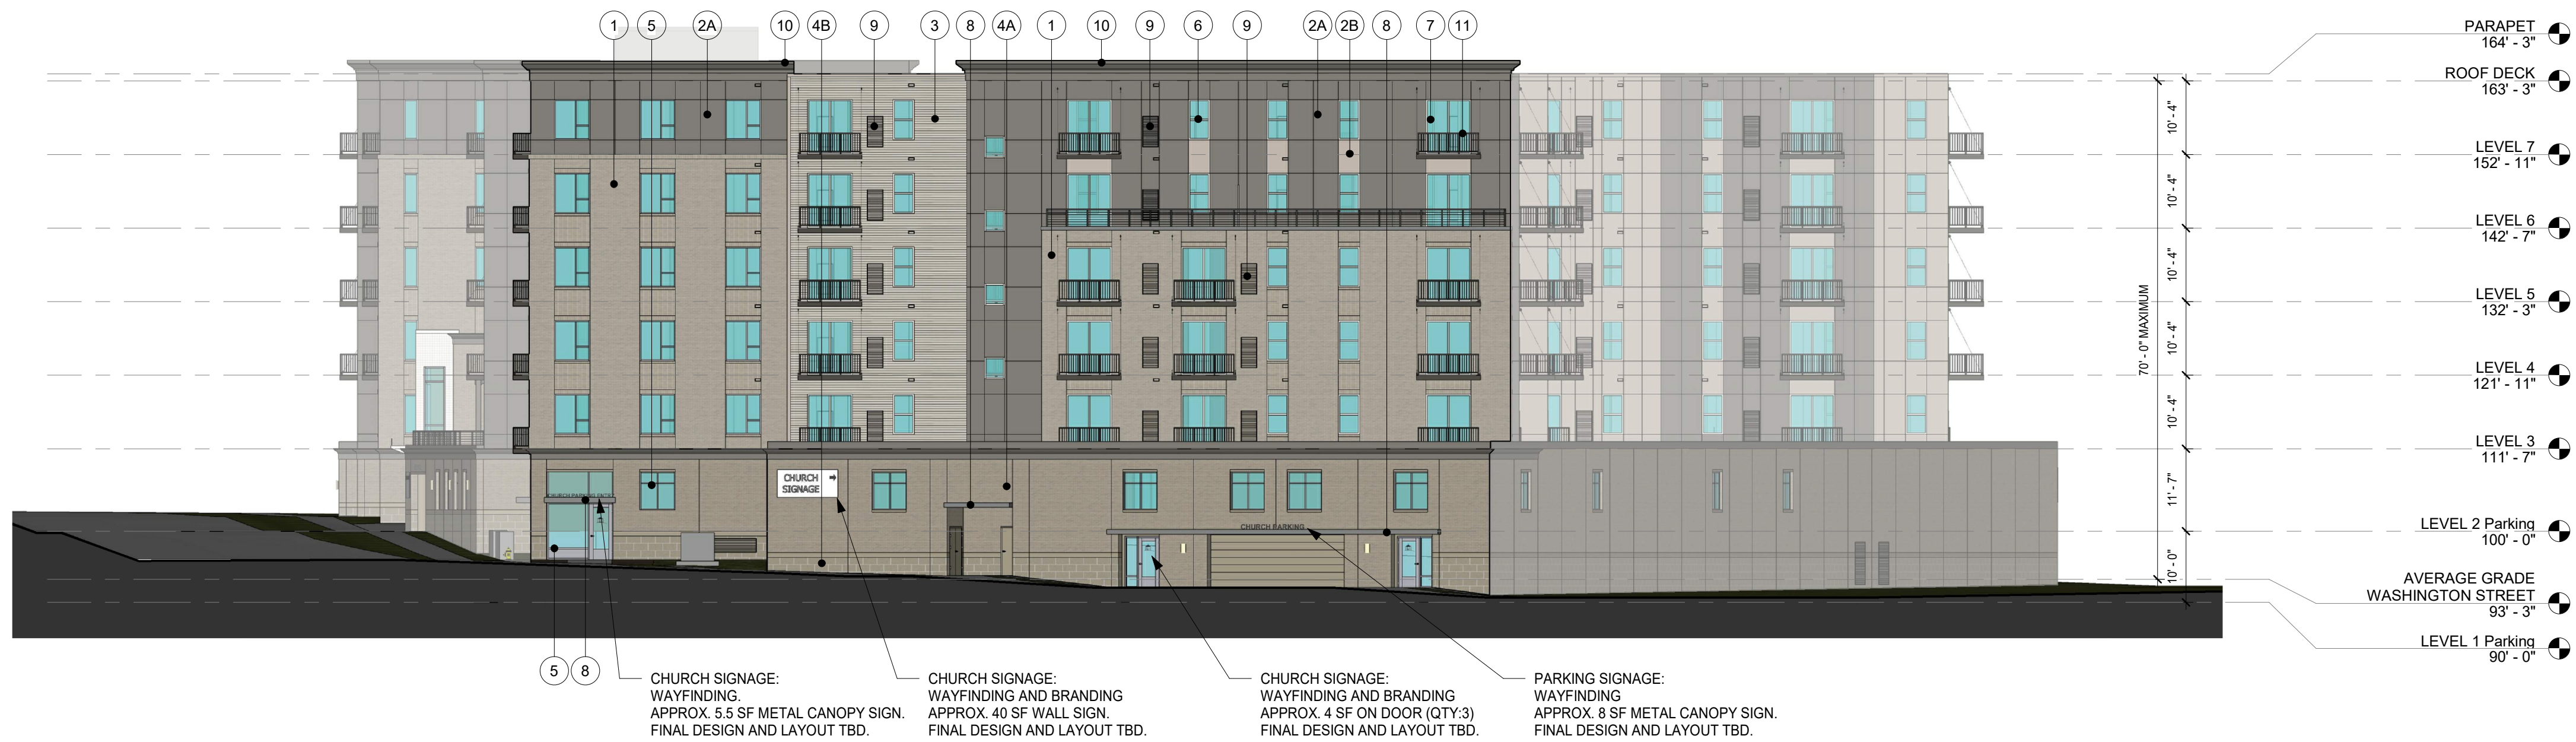 1 5 2A 10 4B 9 3 8 4A 1 10 9 6 9 2A 2B 8 7 11
PARAPET
164' - 3"
ROOF DECK
163' - 3"
10' - 4"
LEVEL 7
152' - 11"
10' - 4"
LEVEL 6
142' - 7"
10' - 4"
70' - 0" MAXIMUM
LEVEL 5
132' - 3"
10' - 4"
LEVEL 4
121' - 11"
10' - 4"
LEVEL 3
111' - 7"
11' - 7"
LEVEL 2 Parking
100' - 0"
10' - 0"
AVERAGE GRADE
WASHINGTON STREET
93' - 3"
LEVEL 1 Parking
90' - 0"
CHURCH
SIGNAGE
CHURCH PARKING ENTRY
CHURCH PARKING
5 8
CHURCH SIGNAGE:
WAYFINDING.
APPROX. 5.5 SF METAL CANOPY SIGN.
FINAL DESIGN AND LAYOUT TBD.
CHURCH SIGNAGE:
WAYFINDING AND BRANDING
APPROX. 40 SF WALL SIGN.
FINAL DESIGN AND LAYOUT TBD.
CHURCH SIGNAGE:
WAYFINDING AND BRANDING
APPROX. 4 SF ON DOOR (QTY:3)
FINAL DESIGN AND LAYOUT TBD.
PARKING SIGNAGE:
WAYFINDING
APPROX. 8 SF METAL CANOPY SIGN.
FINAL DESIGN AND LAYOUT TBD.